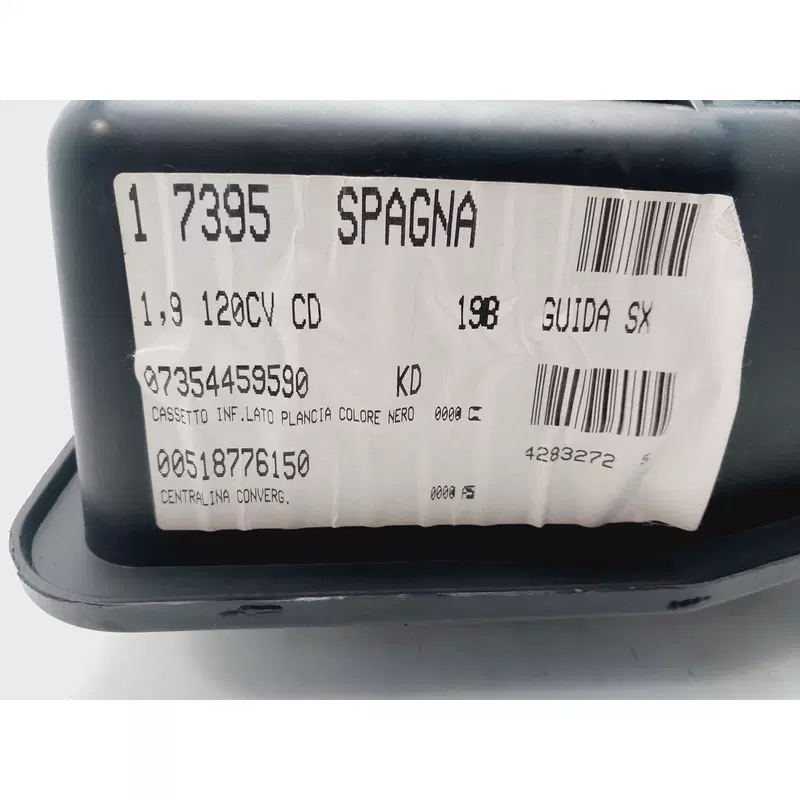 1 7395 SPAGNA
1,9 120CV CD 198 GUIDA SX
07354459590 KD
CASSETTO INF.LATO PLANCIA COLORE NERO 0000 C
4283272
00518776150
CENTRALINA CONVERG. 0000